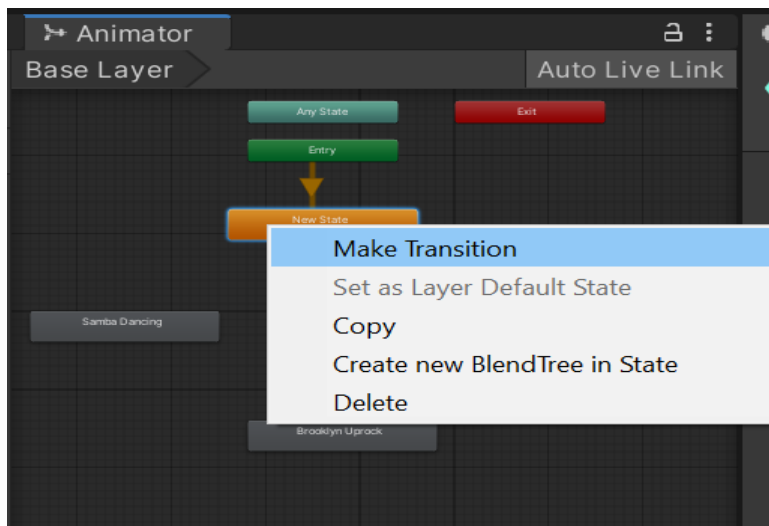 Animator
Base Layer
Auto Live Link
Any State
Exit
Entry
New State
Make Transition
Set as Layer Default State
Samba Dancing
Copy
Create new BlendTree in State
Delete
Brooklyn Uprock